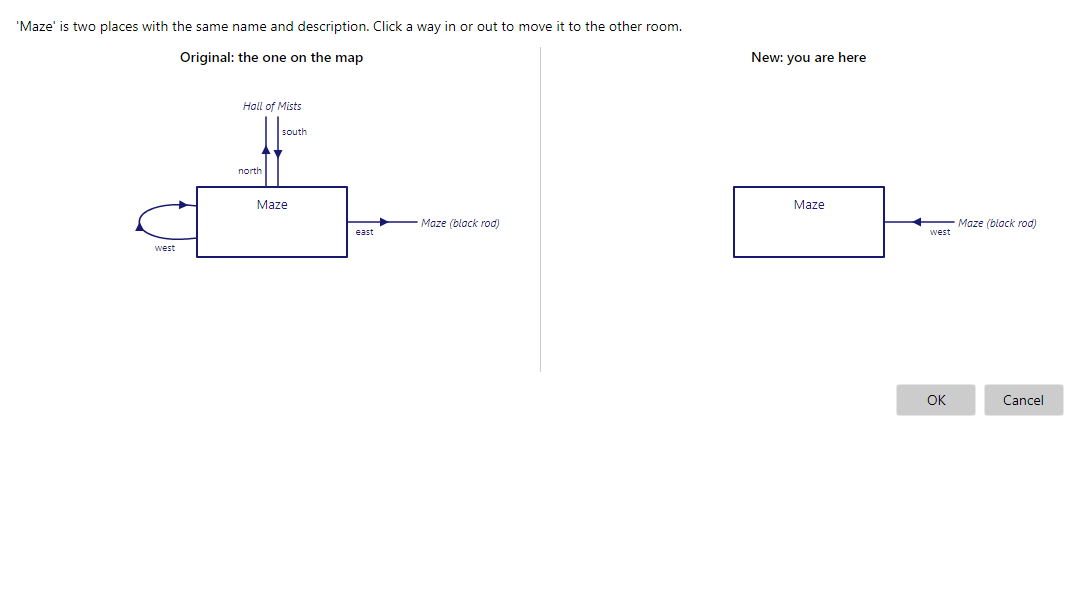 'Maze' is two places with the same name and description. Click a way in or out to move it to the other room.
Original: the one on the map
New: you are here
Hall of Mists
south
north
Maze
Maze (black rod)
east
west
Maze
Maze (black rod)
west
OK
Cancel